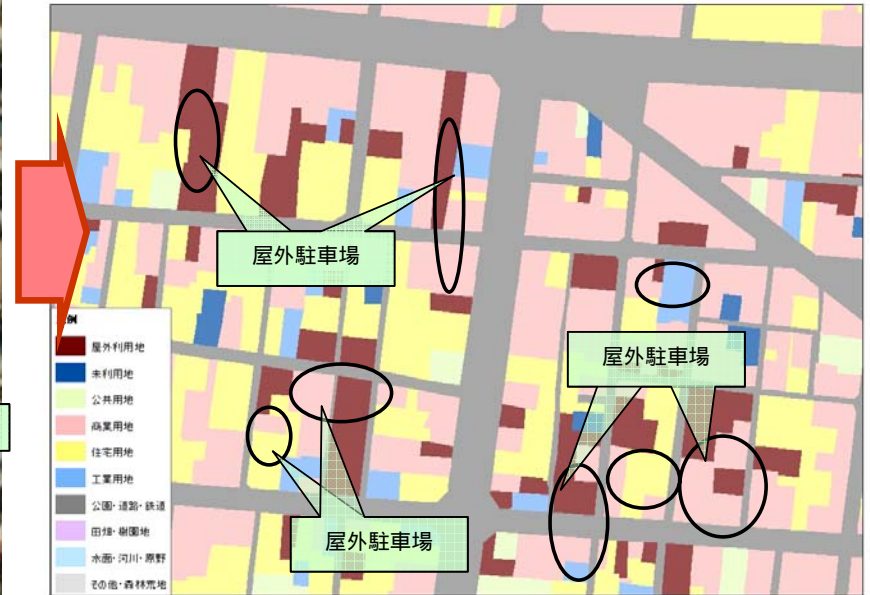 屋外駐車場
屋外駐車場
屋外駐車場
例
屋外利用地
未利用地
公共用地
商業用地
住宅用地
工業用地
公園・道路・鉄道
田畑・樹園地
水面・河川・原野
その他・森林荒地